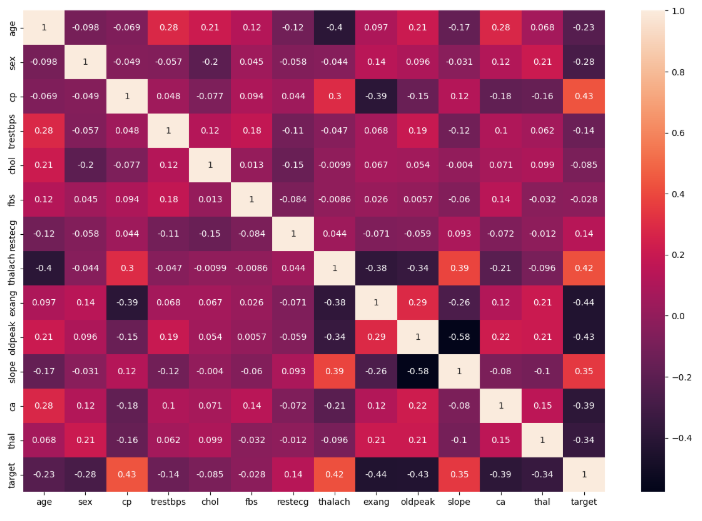 age 1 -0.098 -0.069 0.28 0.21 0.12 -0.12 -0.4 0.097 0.21 -0.17 0.28 0.068 -0.23
sex -0.098 1 -0.049 -0.057 -0.2 0.045 -0.058 -0.044 0.14 0.096 -0.031 0.12 0.21 -0.28
cp -0.069 -0.049 1 0.048 -0.077 0.094 0.044 0.3 -0.39 -0.15 0.12 -0.18 -0.16 0.43
trestbps 0.28 -0.057 0.048 1 0.12 0.18 -0.11 -0.047 0.068 0.19 -0.12 0.1 0.062 -0.14
chol 0.21 -0.2 -0.077 0.12 1 0.013 -0.15 -0.0099 0.067 0.054 -0.004 0.071 0.099 -0.085
fbs 0.12 0.045 0.094 0.18 0.013 1 -0.084 -0.0086 0.026 0.0057 -0.06 0.14 -0.032 -0.028
restecg -0.12 -0.058 0.044 -0.11 -0.15 -0.084 1 0.044 -0.071 -0.059 0.093 -0.072 -0.012 0.14
thalach -0.4 -0.044 0.3 -0.047 -0.0099 -0.0086 0.044 1 -0.38 -0.34 0.39 -0.21 -0.096 0.42
exang 0.097 0.14 -0.39 0.068 0.067 0.026 -0.071 -0.38 1 0.29 -0.26 0.12 0.21 -0.44
oldpeak 0.21 0.096 -0.15 0.19 0.054 0.0057 -0.059 -0.34 0.29 1 -0.58 0.22 0.21 -0.43
slope -0.17 -0.031 0.12 -0.12 -0.004 -0.06 0.093 0.39 -0.26 -0.58 1 -0.08 -0.1 0.35
ca 0.28 0.12 -0.18 0.1 0.071 0.14 -0.072 -0.21 0.12 0.22 -0.08 1 0.15 -0.39
thal 0.068 0.21 -0.16 0.062 0.099 -0.032 -0.012 -0.096 0.21 0.21 -0.1 0.15 1 -0.34
target -0.23 -0.28 0.43 -0.14 -0.085 -0.028 0.14 0.42 -0.44 -0.43 0.35 -0.39 -0.34 1
age sex cp trestbps chol fbs restecg thalach exang oldpeak slope ca thal target
1.0
0.8
0.6
0.4
0.2
0.0
-0.2
-0.4